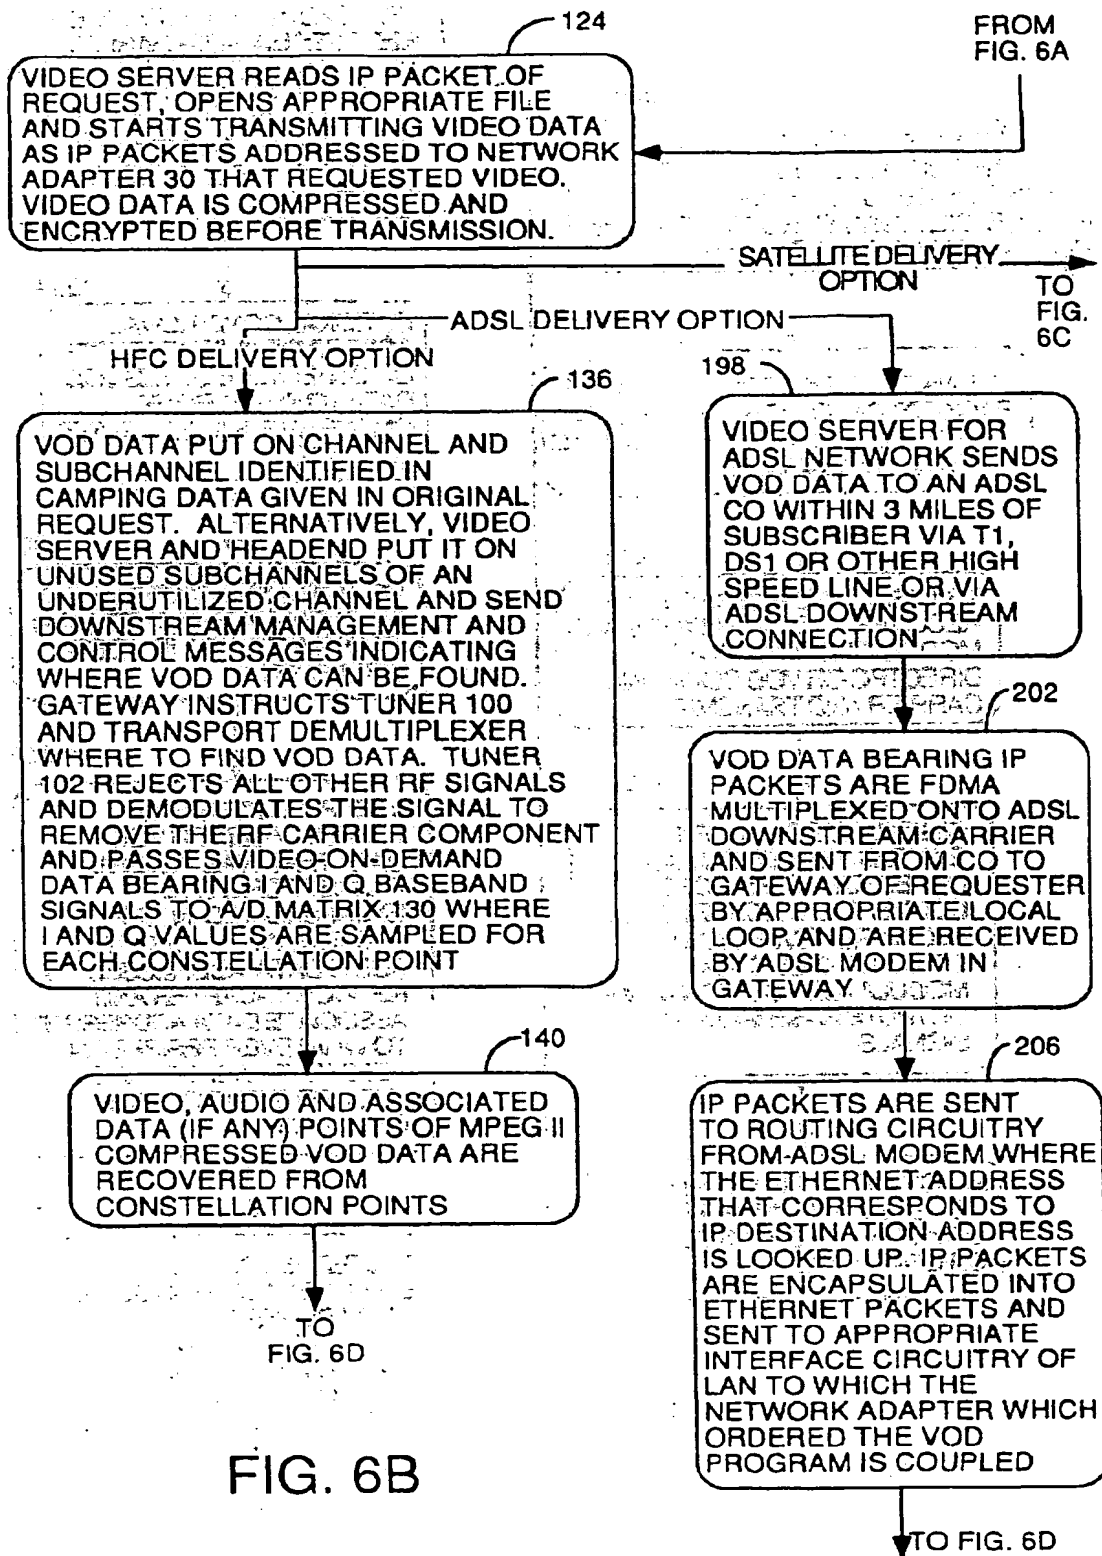 124
FROM
FIG. 6A
VIDEO SERVER READS IP PACKET OF
REQUEST, OPENS APPROPRIATE FILE
AND STARTS TRANSMITTING VIDEO DATA
AS IP PACKETS ADDRESSED TO NETWORK
ADAPTER 30 THAT REQUESTED VIDEO.
VIDEO DATA IS COMPRESSED AND
ENCRYPTED BEFORE TRANSMISSION.
SATELLITE DELIVERY
OPTION
TO
FIG.
6C
ADSL DELIVERY OPTION
HFC DELIVERY OPTION
136
VOD DATA PUT ON CHANNEL AND
SUBCHANNEL IDENTIFIED IN
CAMPING DATA GIVEN IN ORIGINAL
REQUEST. ALTERNATIVELY, VIDEO
SERVER AND HEADEND PUT IT ON
UNUSED SUBCHANNELS OF AN
UNDERUTILIZED CHANNEL AND SEND
DOWNSTREAM MANAGEMENT AND
CONTROL MESSAGES INDICATING
WHERE VOD DATA CAN BE FOUND.
GATEWAY INSTRUCTS TUNER 100
AND TRANSPORT DEMULTIPLEXER
WHERE TO FIND VOD DATA. TUNER
102 REJECTS ALL OTHER RF SIGNALS
AND DEMODULATES THE SIGNAL TO
REMOVE THE RF CARRIER COMPONENT
AND PASSES VIDEO-ON-DEMAND
DATA BEARING I AND Q BASEBAND
SIGNALS TO A/D MATRIX 130 WHERE
I AND Q VALUES ARE SAMPLED FOR
EACH CONSTELLATION POINT
140
VIDEO, AUDIO AND ASSOCIATED
DATA (IF ANY) POINTS OF MPEG II
COMPRESSED VOD DATA ARE
RECOVERED FROM
CONSTELLATION POINTS
TO
FIG. 6D
198
VIDEO SERVER FOR
ADSL NETWORK SENDS
VOD DATA TO AN ADSL
CO WITHIN 3 MILES OF
SUBSCRIBER VIA T1,
DS1 OR OTHER HIGH
SPEED LINE OR VIA
ADSL DOWNSTREAM
CONNECTION
202
VOD DATA BEARING IP
PACKETS ARE FDMA
MULTIPLEXED ONTO ADSL
DOWNSTREAM CARRIER
AND SENT FROM CO TO
GATEWAY OF REQUESTER
BY APPROPRIATE LOCAL
LOOP AND ARE RECEIVED
BY ADSL MODEM IN
GATEWAY
206
IP PACKETS ARE SENT
TO ROUTING CIRCUITRY
FROM ADSL MODEM WHERE
THE ETHERNET ADDRESS
THAT CORRESPONDS TO
IP DESTINATION ADDRESS
IS LOOKED UP. IP PACKETS
ARE ENCAPSULATED INTO
ETHERNET PACKETS AND
SENT TO APPROPRIATE
INTERFACE CIRCUITRY OF
LAN TO WHICH THE
NETWORK ADAPTER WHICH
ORDERED THE VOD
PROGRAM IS COUPLED
TO FIG. 6D
FIG. 6B